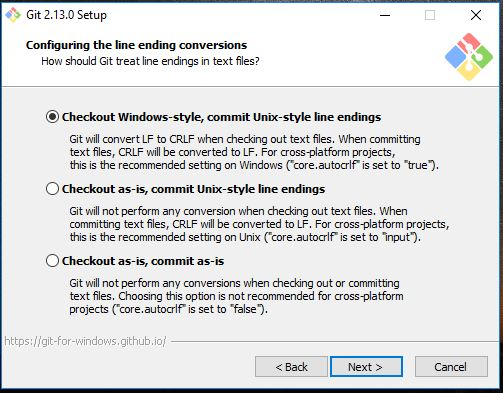 Git 2.13.0 Setup
Configuring the line ending conversions
How should Git treat line endings in text files?
Checkout Windows-style, commit Unix-style line endings
Git will convert LF to CRLF when checking out text files. When committing
text files, CRLF will be converted to LF. For cross-platform projects,
this is the recommended setting on Windows ("core.autocrlf" is set to "true").
Checkout as-is, commit Unix-style line endings
Git will not perform any conversion when checking out text files. When
committing text files, CRLF will be converted to LF. For cross-platform projects,
this is the recommended setting on Unix ("core.autocrlf" is set to "input").
Checkout as-is, commit as-is
Git will not perform any conversions when checking out or committing
text files. Choosing this option is not recommended for cross-platform
projects ("core.autocrlf" is set to "false").
https://git-for-windows.github.io/
< Back
Next >
Cancel